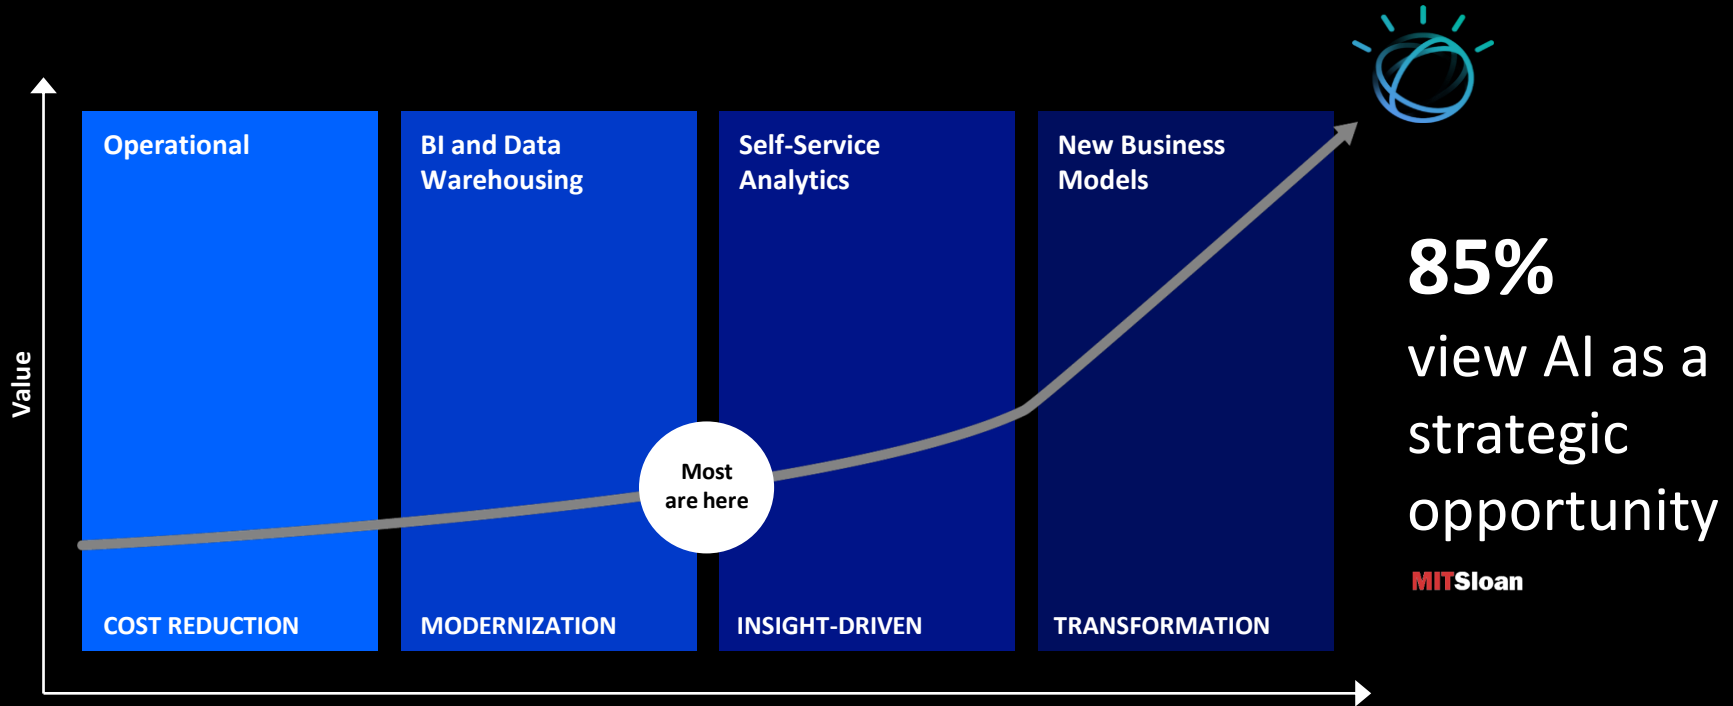 Value
Operational
COST REDUCTION
BI and Data
Warehousing
MODERNIZATION
Most
are here
Self-Service
Analytics
INSIGHT-DRIVEN
New Business
Models
TRANSFORMATION
85%
view AI as a
strategic
opportunity
MITSloan